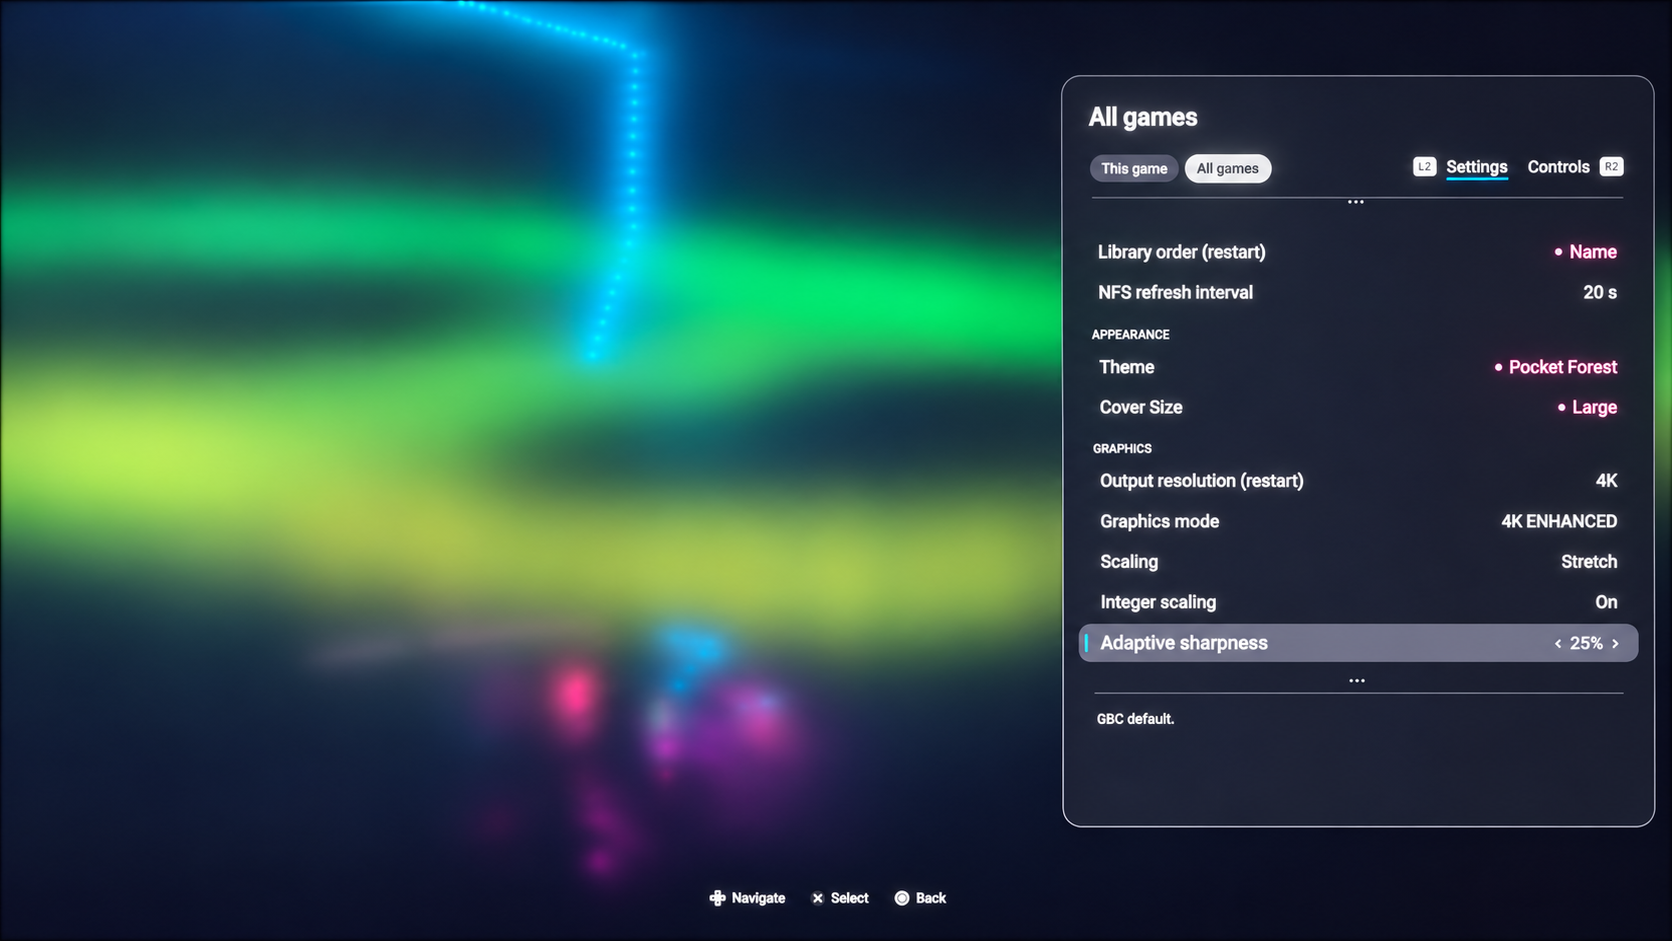 All games
This game All games L2 Settings Controls R2
...
Library order (restart) • Name
NFS refresh interval 20 s
APPEARANCE
Theme • Pocket Forest
Cover Size • Large
GRAPHICS
Output resolution (restart) 4K
Graphics mode 4K ENHANCED
Scaling Stretch
Integer scaling On
Adaptive sharpness < 25% >
...
GBC default.
Navigate Select Back